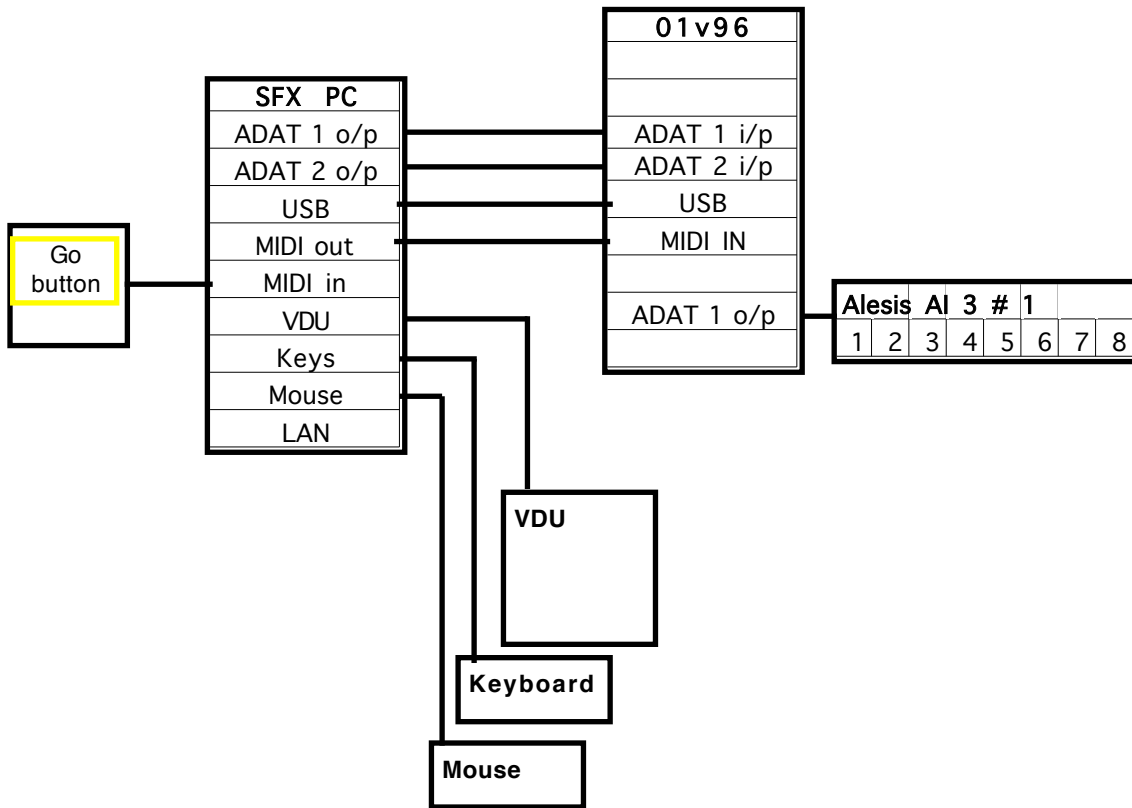 01v96
SFX PC
ADAT 1 o/p
ADAT 1 i/p
ADAT 2 o/p
ADAT 2 i/p
USB
USB
Go
button
MIDI out
MIDI IN
MIDI in
VDU
ADAT 1 o/p
Alesis AI 3 # 1
1 2 3 4 5 6 7 8
Keys
Mouse
LAN
VDU
Keyboard
Mouse